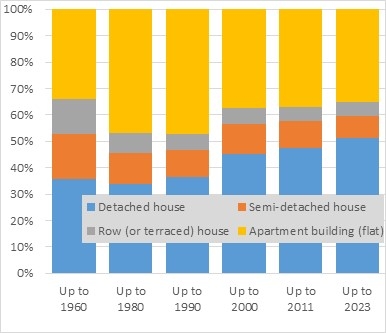 100%
90%
80%
70%
60%
50%
40%
30%
20%
10%
0%
Detached house
Semi-detached house
Row (or terraced) house
Apartment building (flat)
Up to
1960
Up to
1980
Up to
1990
Up to
2000
Up to
2011
Up to
2023